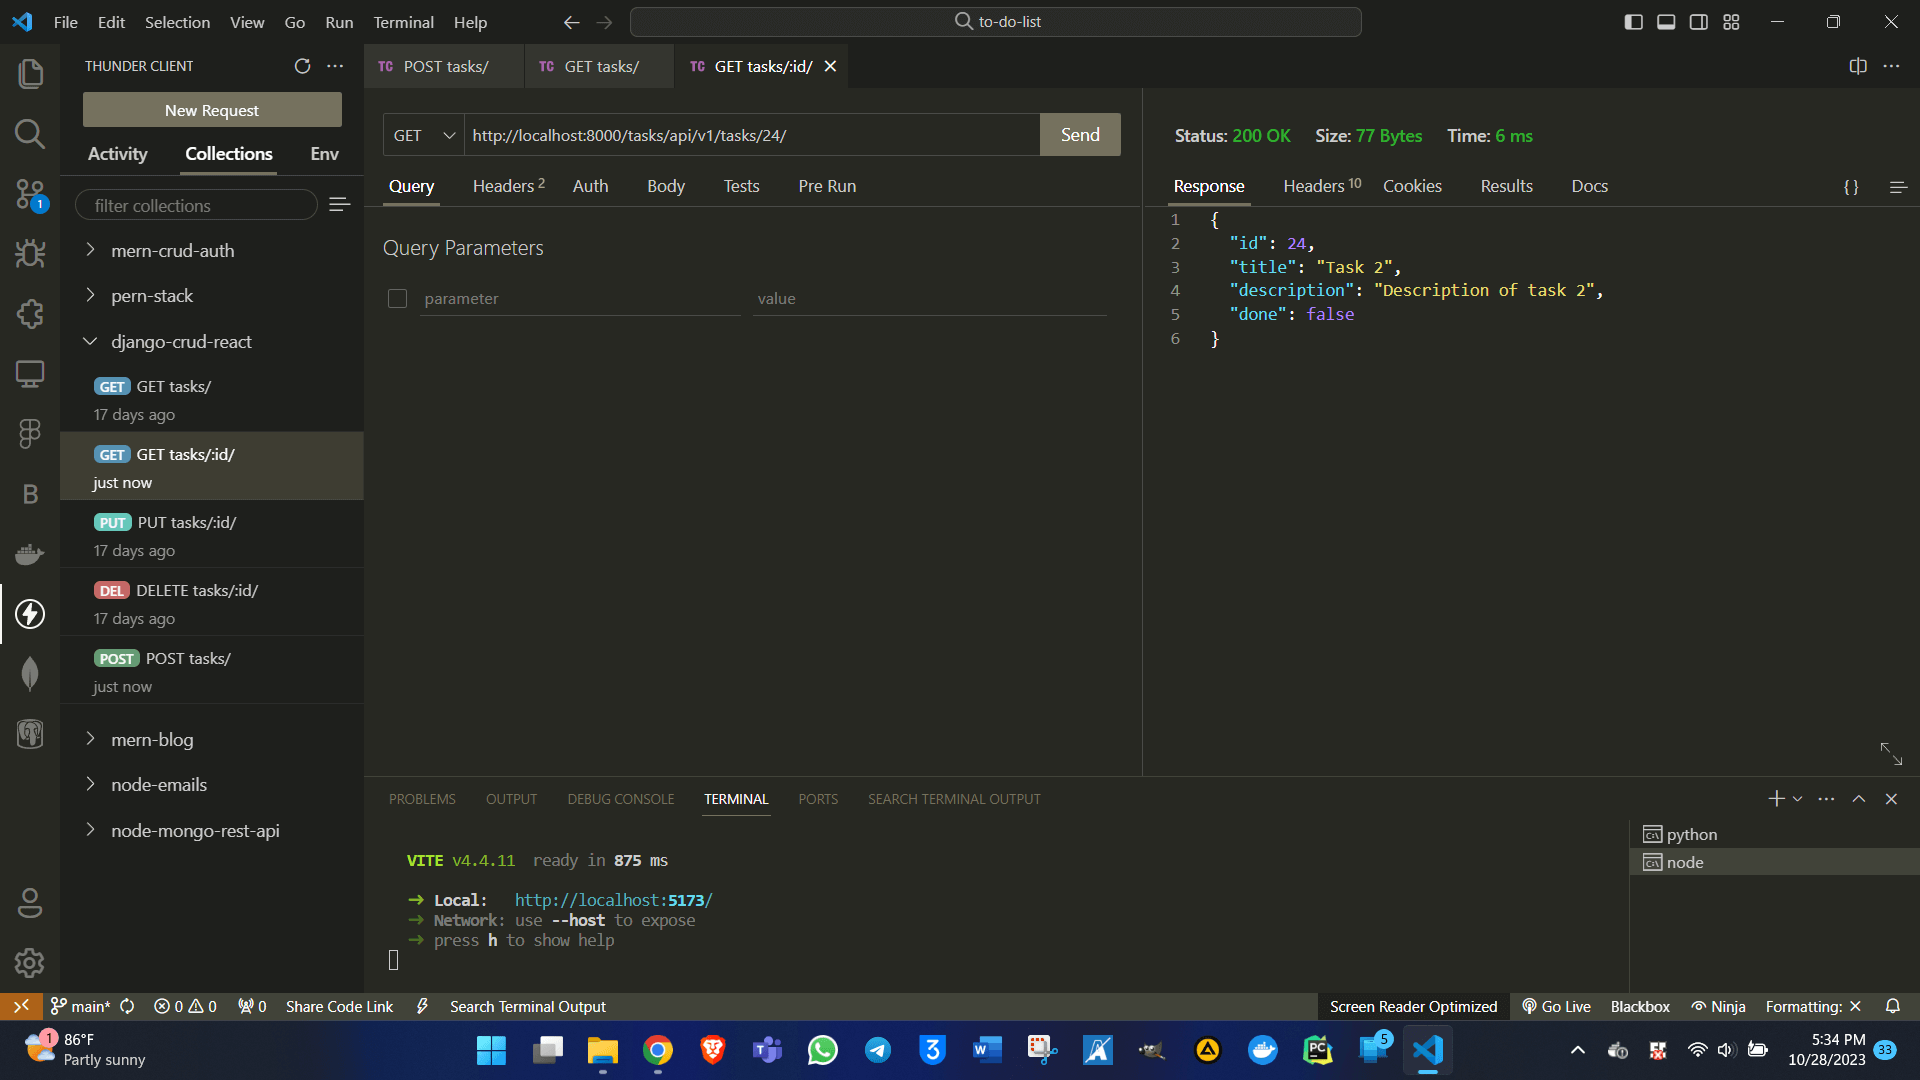 File Edit Selection View Go Run Terminal Help
to-do-list
THUNDER CLIENT
New Request
Activity Collections Env
filter collections
mern-crud-auth
pern-stack
django-crud-react
GET GET tasks/
17 days ago
GET GET tasks/:id/
just now
PUT PUT tasks/:id/
17 days ago
DEL DELETE tasks/:id/
17 days ago
POST POST tasks/
just now
mern-blog
node-emails
node-mongo-rest-api
B
1
TC POST tasks/ TC GET tasks/ TC GET tasks/:id/
GET http://localhost:8000/tasks/api/v1/tasks/24/ Send
Query Headers 2 Auth Body Tests Pre Run
Query Parameters
parameter value
Status: 200 OK Size: 77 Bytes Time: 6 ms
Response Headers 10 Cookies Results Docs {}
1 {
2 "id": 24,
3 "title": "Task 2",
4 "description": "Description of task 2",
5 "done": false
6 }
PROBLEMS OUTPUT DEBUG CONSOLE TERMINAL PORTS SEARCH TERMINAL OUTPUT
VITE v4.4.11 ready in 875 ms
➜ Local: http://localhost:5173/
➜ Network: use --host to expose
➜ press h to show help
python
node
main* 0 0 0 Share Code Link Search Terminal Output
Screen Reader Optimized Go Live Blackbox Ninja Formatting: ×
1 86°F
Partly sunny
3
W
PC
5
5:34 PM
10/28/2023
33